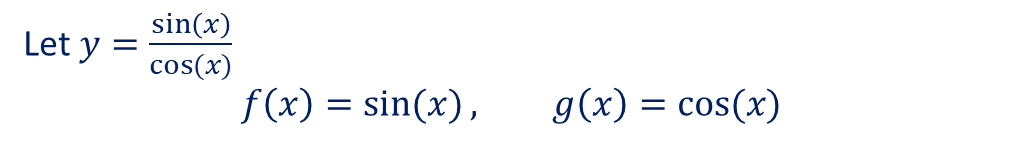 Let y = sin(x)/cos(x)
f(x) = sin(x), g(x) = cos(x)